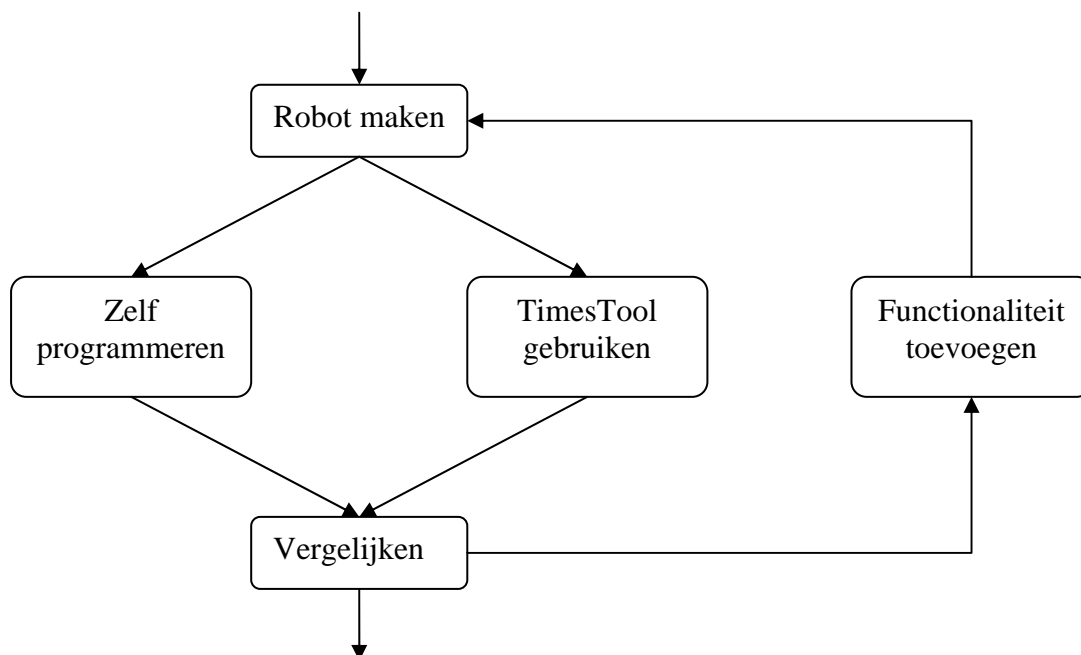 Robot maken
Zelf
programmeren
TimesTool
gebruiken
Functionaliteit
toevoegen
Vergelijken